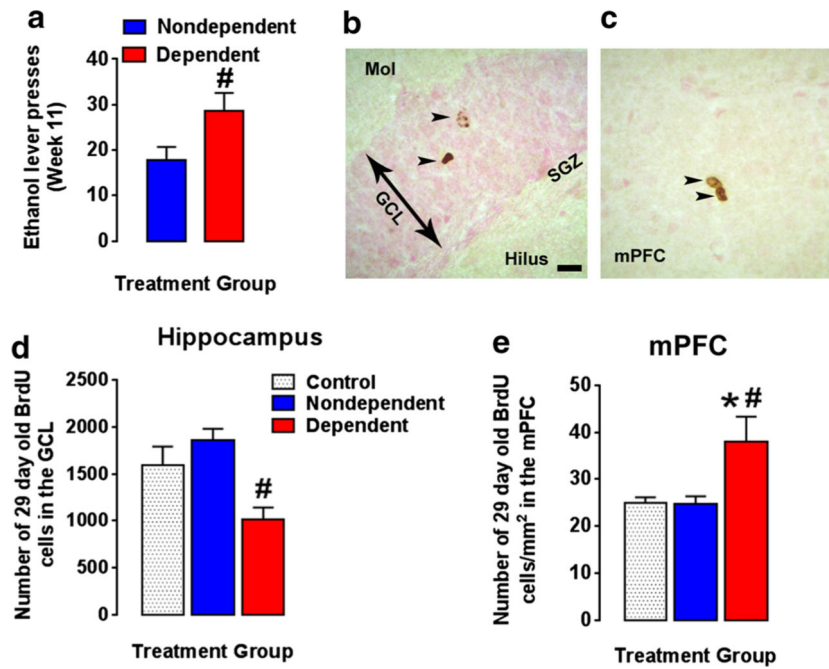 a
Nondependent
Dependent
Ethanol lever presses
(Week 11)
40
30
20
10
0
#
Treatment Group
b
Mol
GCL
SGZ
Hilus
c
mPFC
d
Hippocampus
Number of 29 day old BrdU
cells in the GCL
2500
2000
1500
1000
500
0
Control
Nondependent
Dependent
#
Treatment Group
e
mPFC
Number of 29 day old BrdU
cells/mm² in the mPFC
50
40
30
20
10
0
*#
Treatment Group